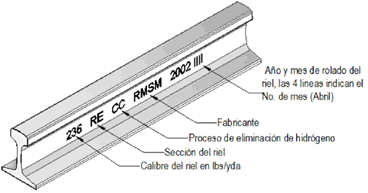 236 RE CC RMSM 2002 IIII
Año y mes de rolado del
riel, las 4 lineas indican el
No. de mes (Abril)
Fabricante
Proceso de eliminación de hidrógeno
Sección del riel
Calibre del riel en lbs/yda